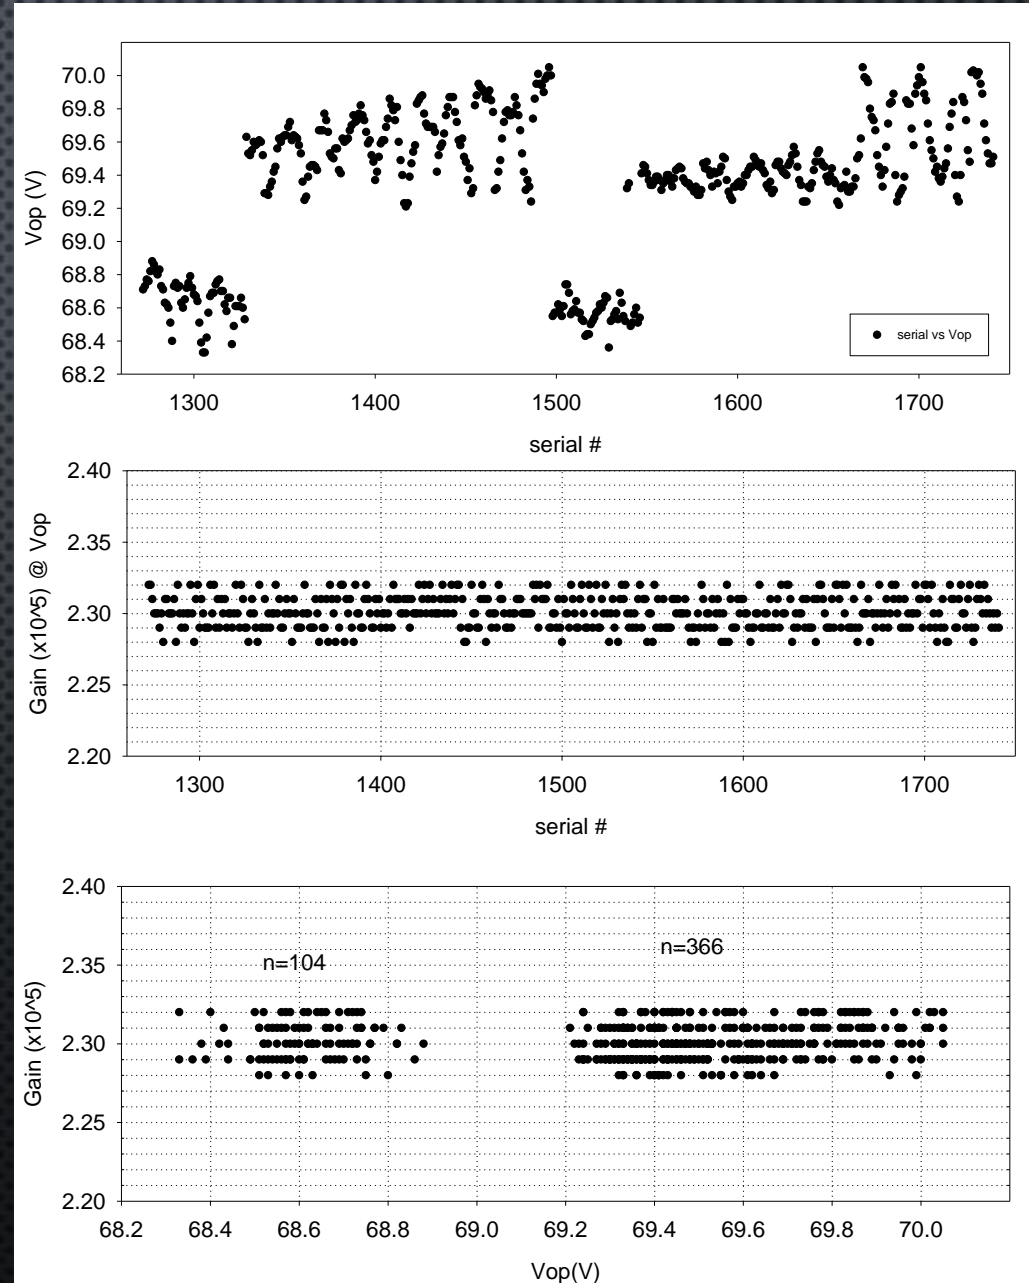 70.0
69.8
69.6
69.4
69.2
69.0
68.8
68.6
68.4
68.2
Vop (V)
serial vs Vop
1300 1400 1500 1600 1700
serial #
2.40
2.35
2.30
2.25
2.20
Gain (x10^5) @ Vop
1300 1400 1500 1600 1700
serial #
2.40
2.35
2.30
2.25
2.20
Gain (x10^5)
n=104
n=366
68.2 68.4 68.6 68.8 69.0 69.2 69.4 69.6 69.8 70.0
Vop(V)